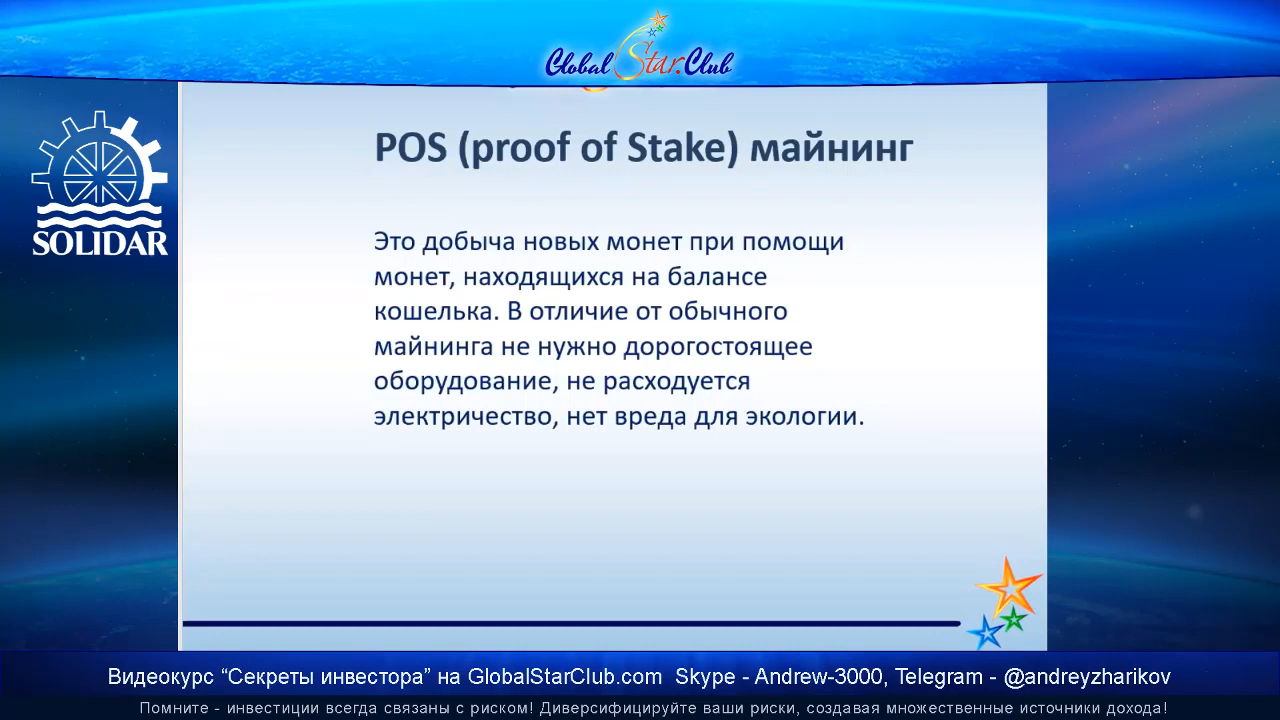 Global Star.Club
SOLIDAR
POS (proof of Stake) майнинг
Это добыча новых монет при помощи
монет, находящихся на балансе
кошелька. В отличие от обычного
майнинга не нужно дорогостоящее
оборудование, не расходуется
электричество, нет вреда для экологии.
Видеокурс “Секреты инвестора” на GlobalStarClub.com Skype - Andrew-3000, Telegram - @andreyzharikov
Помните - инвестиции всегда связаны с риском! Диверсифицируйте ваши риски, создавая множественные источники дохода!